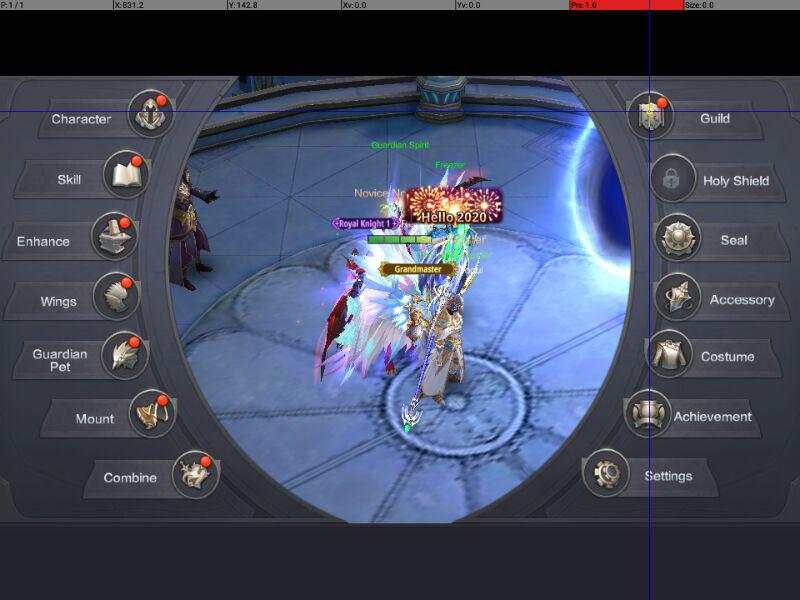 P: 1 / 1 X: 831.2 Y: 142.8 Xv: 0.0 Yv: 0.0 Prs: 1.0 Size: 0.0
Character
Skill
Enhance
Wings
Guardian
Pet
Mount
Combine
Guardian Spirit
Freezer
Novice
Hello 2020
Royal Knight 1
Grandmaster
Guild
Holy Shield
Seal
Accessory
Costume
Achievement
Settings